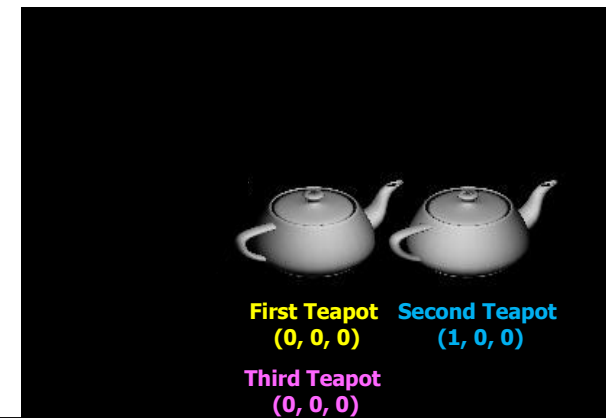 First Teapot Second Teapot
(0, 0, 0) (1, 0, 0)
Third Teapot
(0, 0, 0)